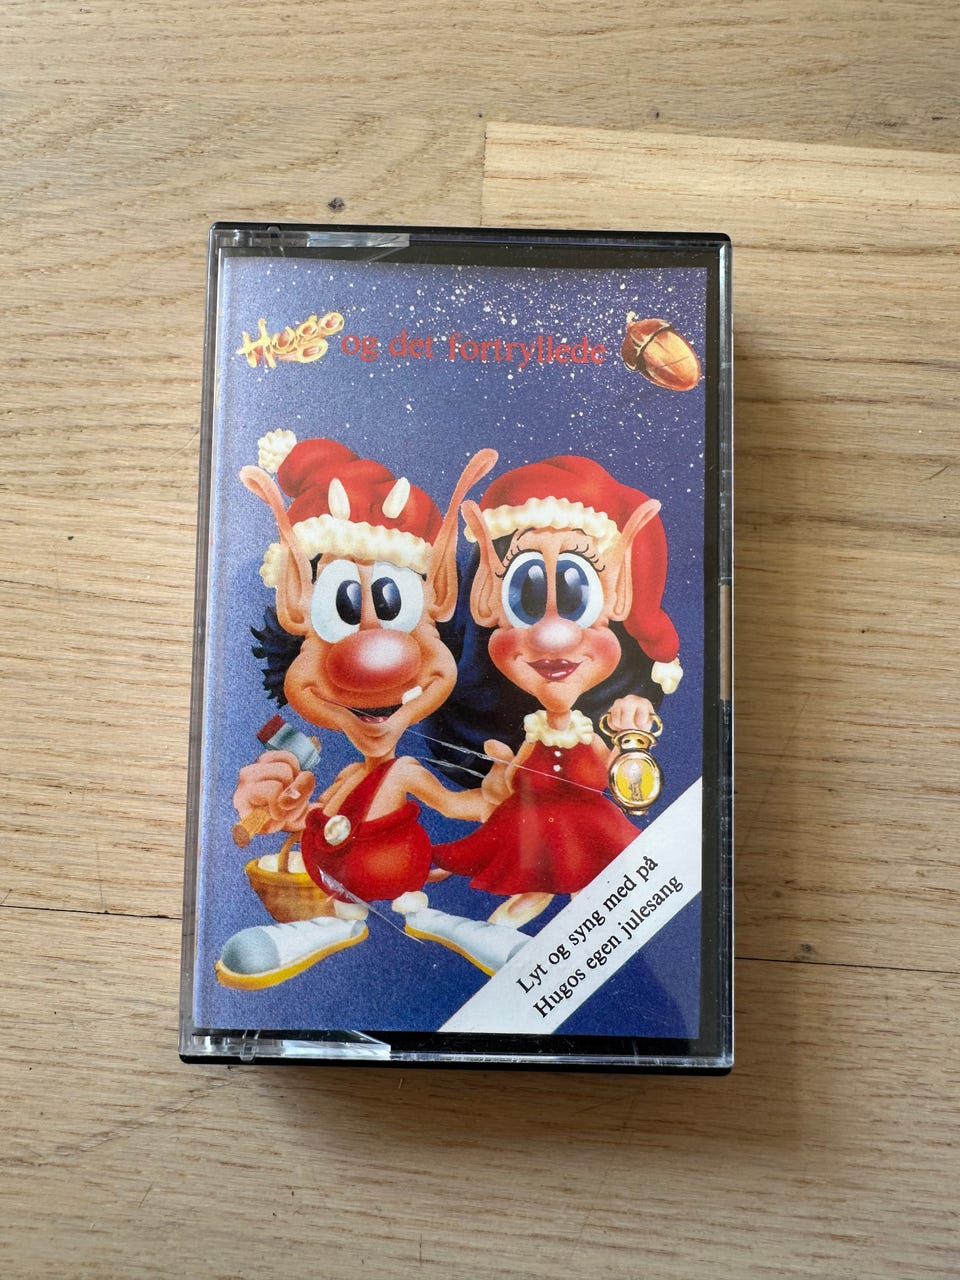 Hugo og det fortryllede
Lyt og syng med på
Hugos egen julesang